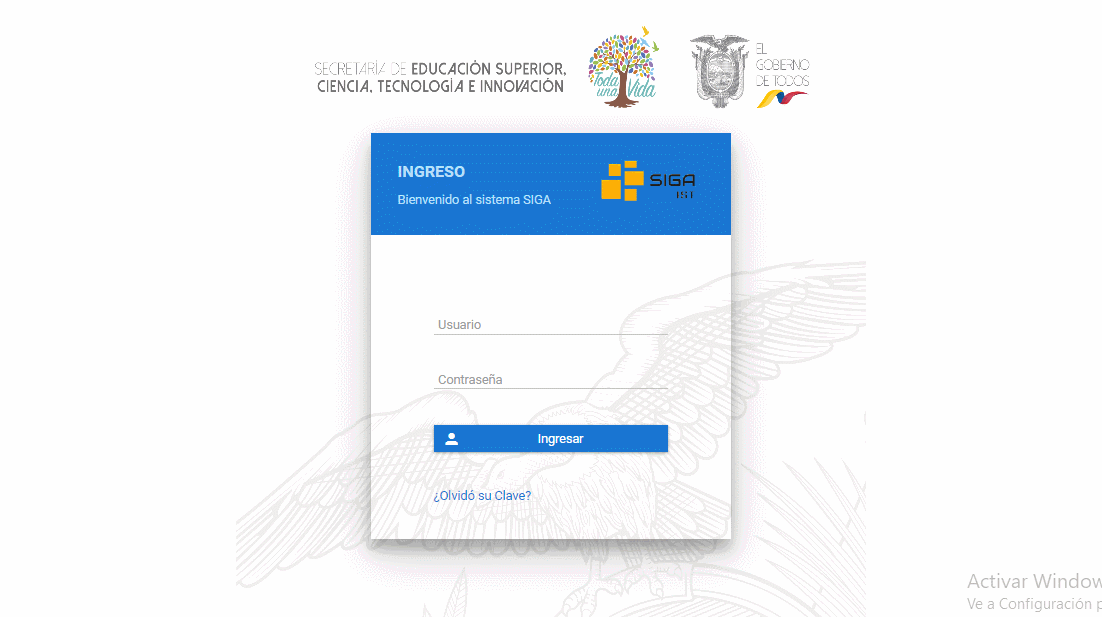 SECRETARÍA DE EDUCACIÓN SUPERIOR,
CIENCIA, TECNOLOGÍA E INNOVACIÓN
Toda
una Vida
EL
GOBIERNO
DE TODOS
INGRESO
Bienvenido al sistema SIGA
SIGA
IST
Usuario
Contraseña
Ingresar
¿Olvidó su Clave?
Activar Window
Ve a Configuración p